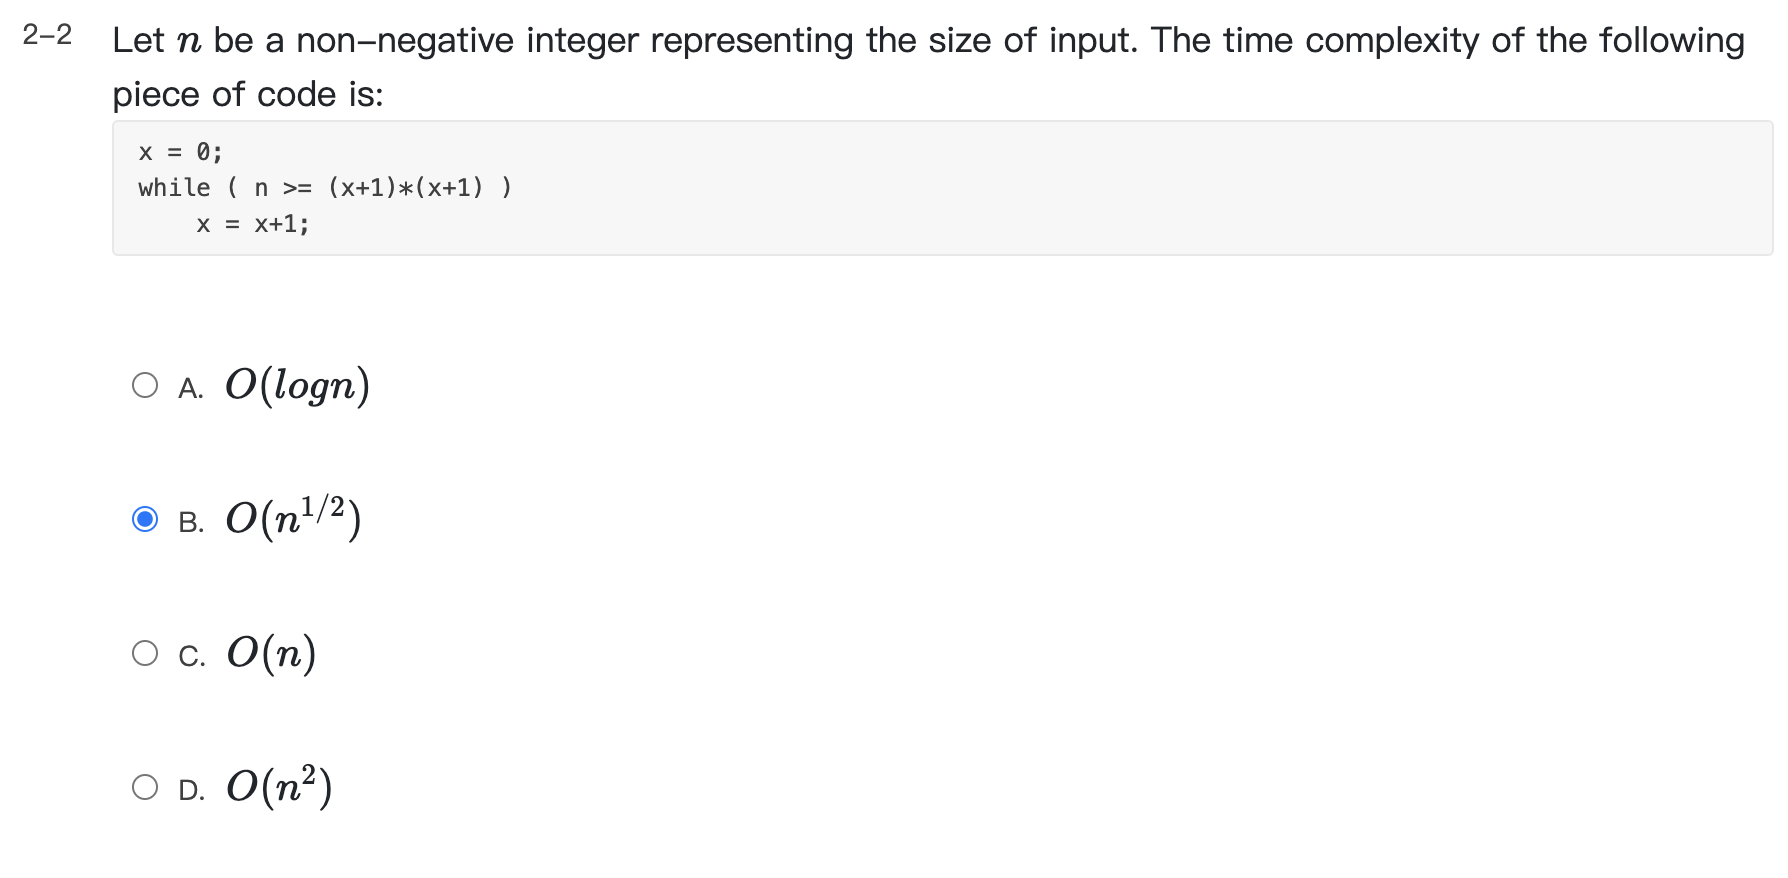 2-2 Let n be a non-negative integer representing the size of input. The time complexity of the following
piece of code is:
x = 0;
while ( n >= (x+1)*(x+1) )
    x = x+1;
A. O(logn)
B. O(n^{1/2})
C. O(n)
D. O(n^2)